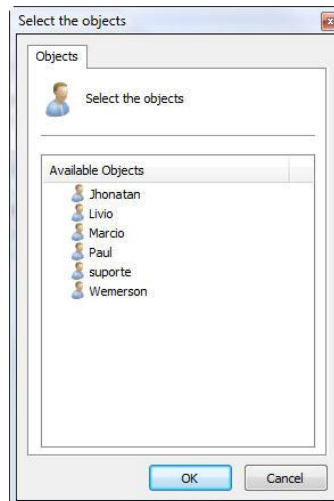 Select the objects
Objects
Select the objects
Available Objects
Jhonatan
Livio
Marcio
Paul
suporte
Wemerson
OK
Cancel